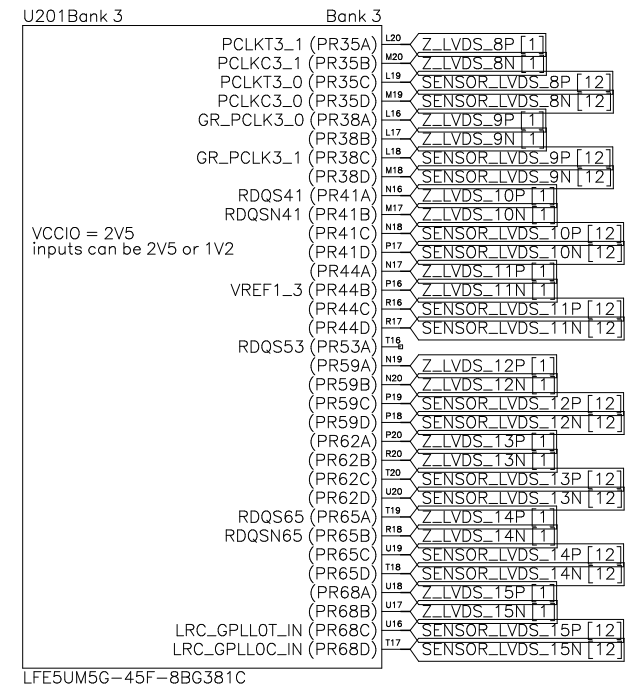 U201Bank 3 Bank 3
PCLKT3_1 (PR35A) L20 Z_LVDS_8P [1]
PCLKC3_1 (PR35B) M20 Z_LVDS_8N [1]
PCLKT3_0 (PR35C) L19 SENSOR_LVDS_8P [12]
PCLKC3_0 (PR35D) M19 SENSOR_LVDS_8N [12]
GR_PCLK3_0 (PR38A) L16 Z_LVDS_9P [1]
(PR38B) L17 Z_LVDS_9N [1]
GR_PCLK3_1 (PR38C) L18 SENSOR_LVDS_9P [12]
(PR38D) M18 SENSOR_LVDS_9N [12]
RDQS41 (PR41A) N16 Z_LVDS_10P [1]
RDQSN41 (PR41B) M17 Z_LVDS_10N [1]
VCCIO = 2V5 (PR41C) N18 SENSOR_LVDS_10P [12]
inputs can be 2V5 or 1V2 (PR41D) P17 SENSOR_LVDS_10N [12]
(PR44A) N17 Z_LVDS_11P [1]
VREF1_3 (PR44B) P16 Z_LVDS_11N [1]
(PR44C) R16 SENSOR_LVDS_11P [12]
(PR44D) R17 SENSOR_LVDS_11N [12]
RDQS53 (PR53A) T16
(PR59A) N19 Z_LVDS_12P [1]
(PR59B) N20 Z_LVDS_12N [1]
(PR59C) P19 SENSOR_LVDS_12P [12]
(PR59D) P18 SENSOR_LVDS_12N [12]
(PR62A) P20 Z_LVDS_13P [1]
(PR62B) R20 Z_LVDS_13N [1]
(PR62C) T20 SENSOR_LVDS_13P [12]
(PR62D) U20 SENSOR_LVDS_13N [12]
RDQS65 (PR65A) T19 Z_LVDS_14P [1]
RDQSN65 (PR65B) R18 Z_LVDS_14N [1]
(PR65C) U19 SENSOR_LVDS_14P [12]
(PR65D) T18 SENSOR_LVDS_14N [12]
(PR68A) U18 Z_LVDS_15P [1]
(PR68B) U17 Z_LVDS_15N [1]
LRC_GPLL0T_IN (PR68C) U16 SENSOR_LVDS_15P [12]
LRC_GPLL0C_IN (PR68D) T17 SENSOR_LVDS_15N [12]
LFE5UM5G-45F-8BG381C